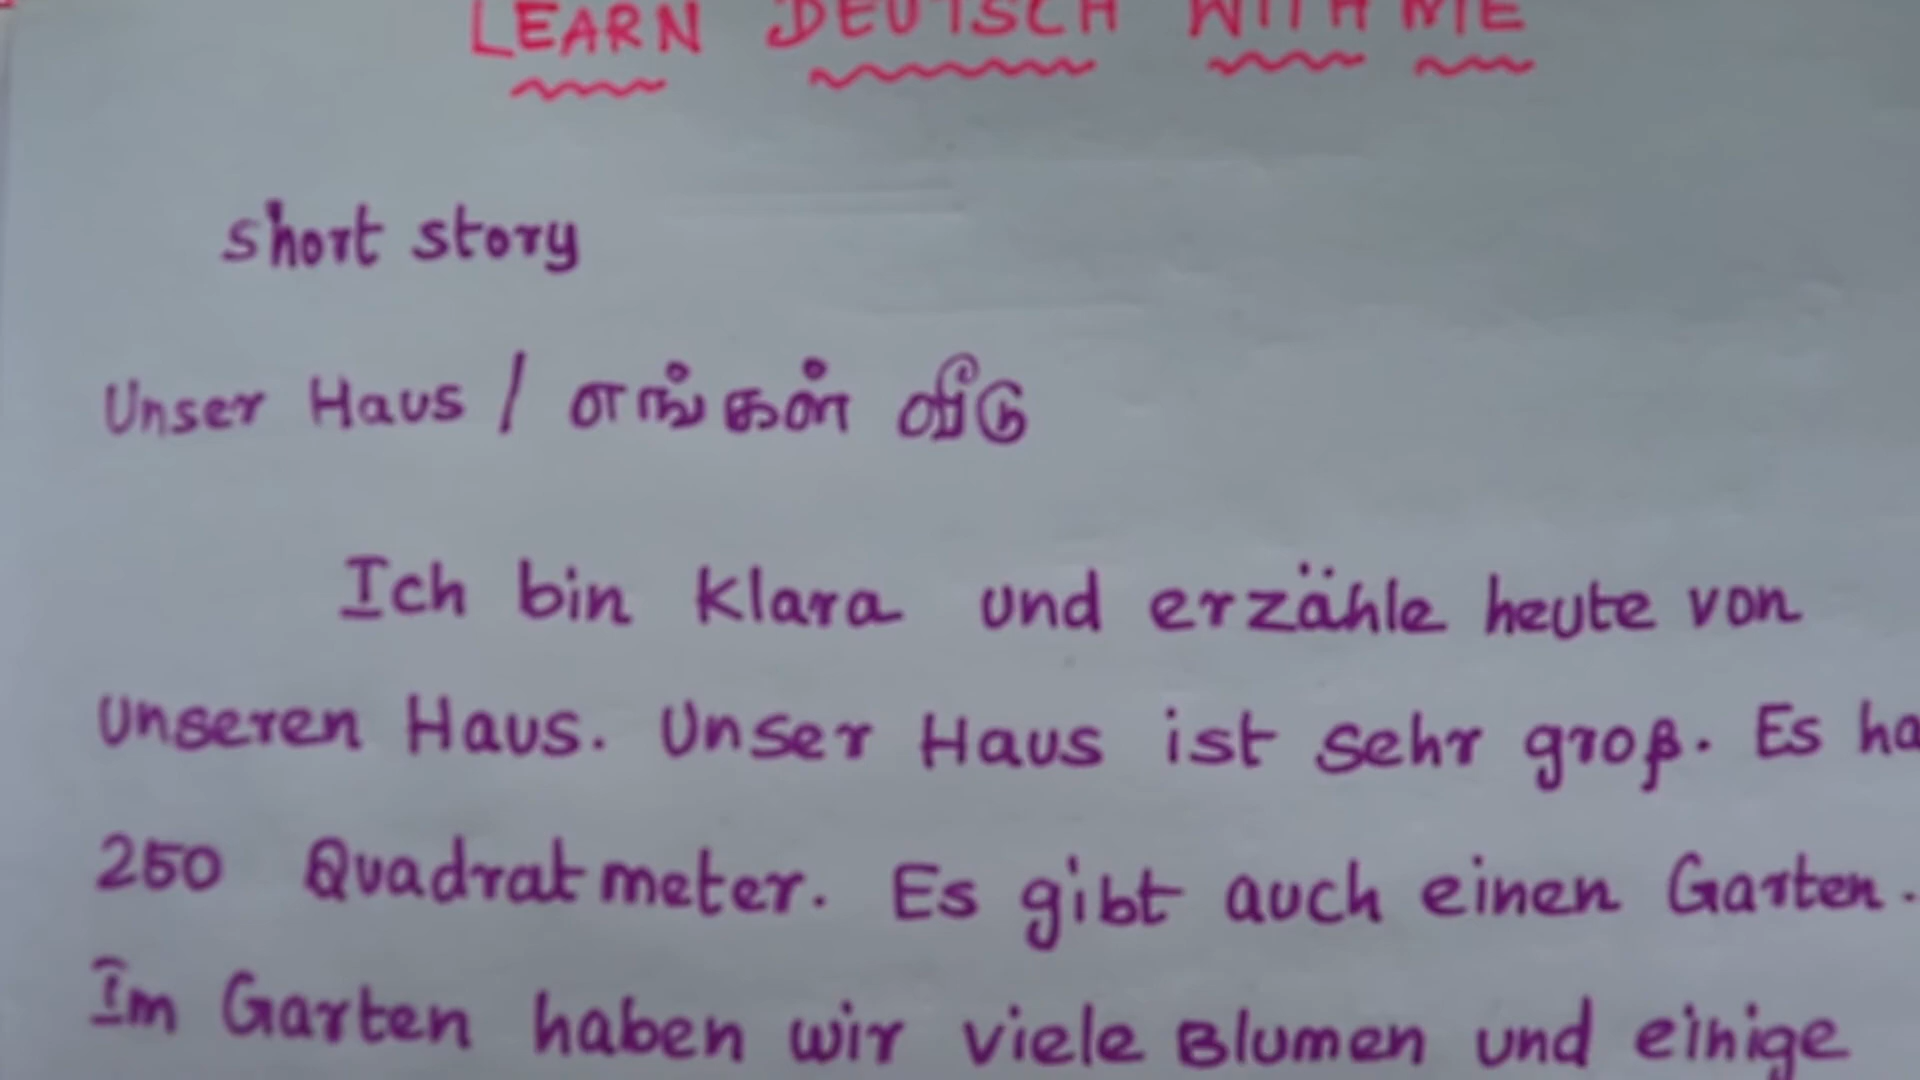 LEARN DEUTSCH WITH ME
short story
Unser Haus / எங்கள் வீடு
Ich bin Klara und erzähle heute von
unseren Haus. Unser Haus ist sehr groß. Es ha
250 Quadratmeter. Es gibt auch einen Garten.
Im Garten haben wir viele Blumen und einige